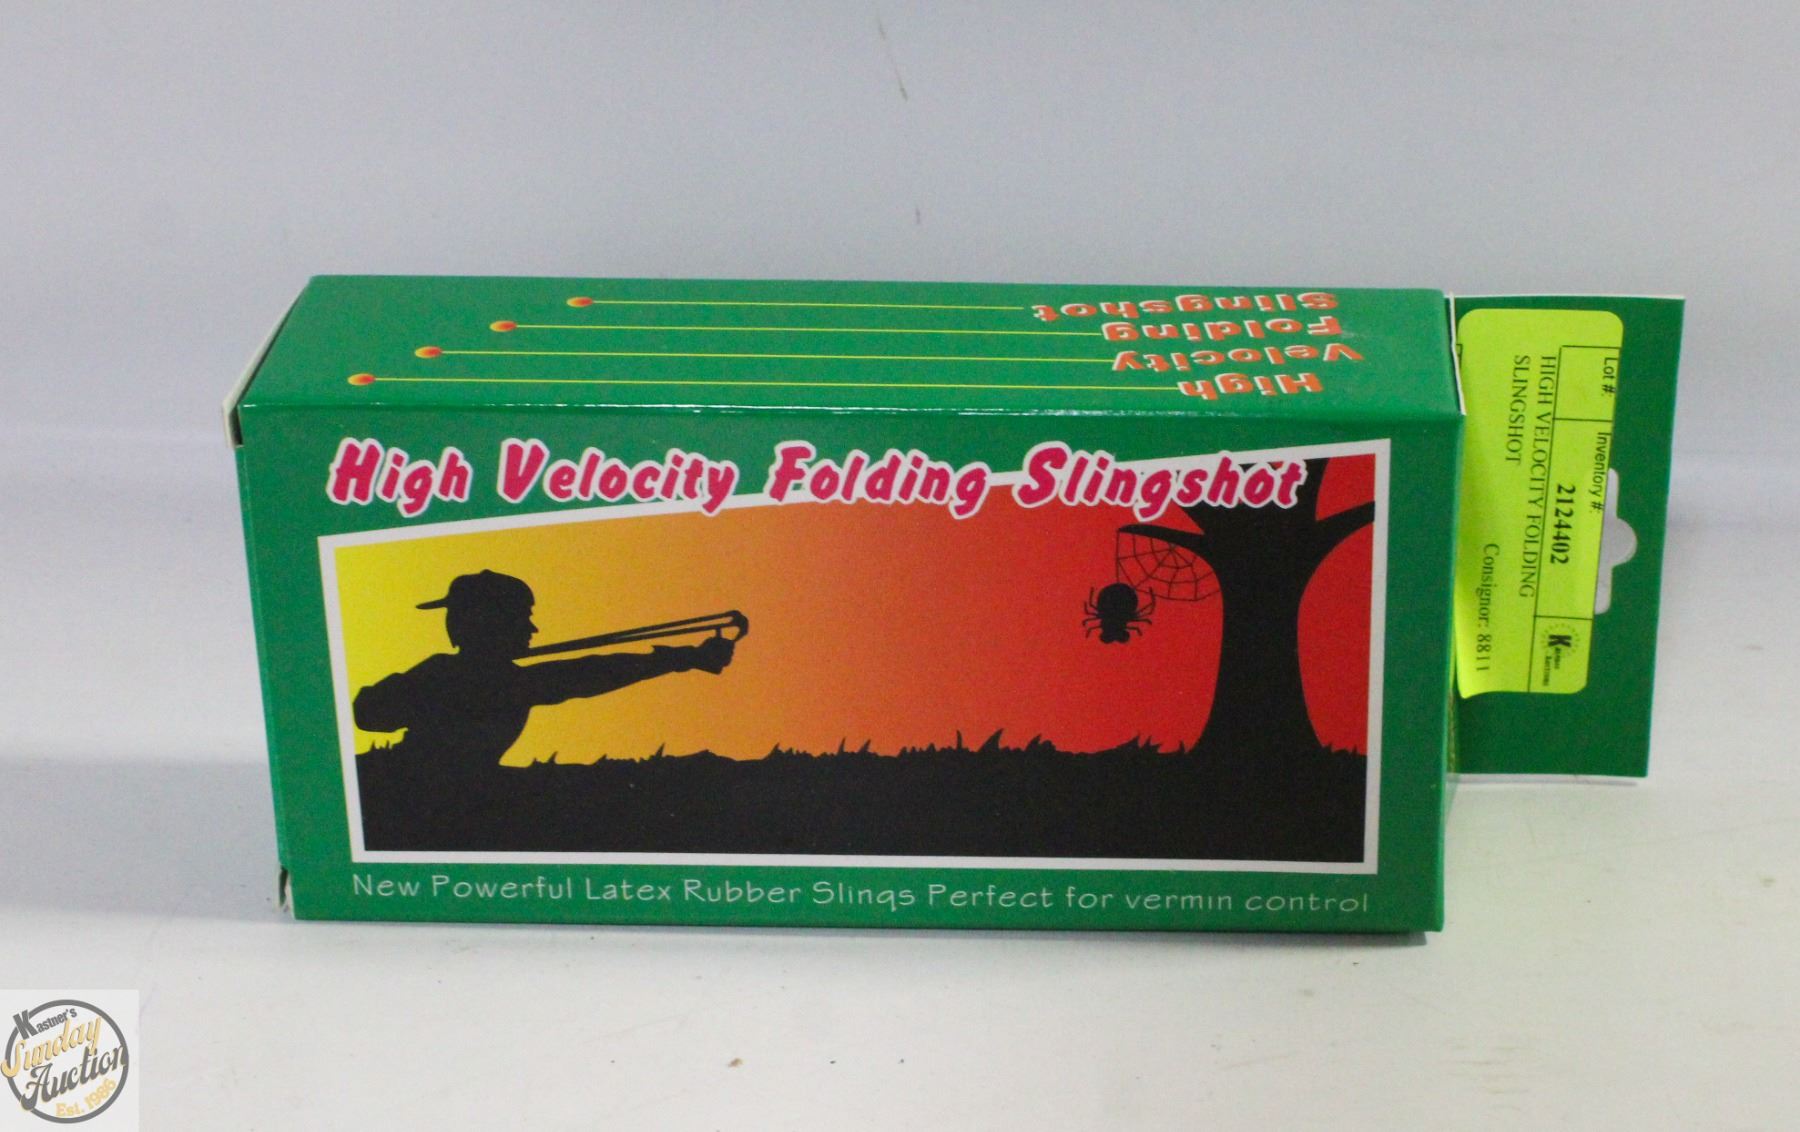 High
Velocity
Folding
Slingshot
High Velocity Folding Slingshot
New Powerful Latex Rubber Slings Perfect for vermin control
Lot #:
Inventory #:
2124402
HIGH VELOCITY FOLDING
SLINGSHOT
Consignor: 8811
Kastner's
Sunday
Auction
Est. 1986